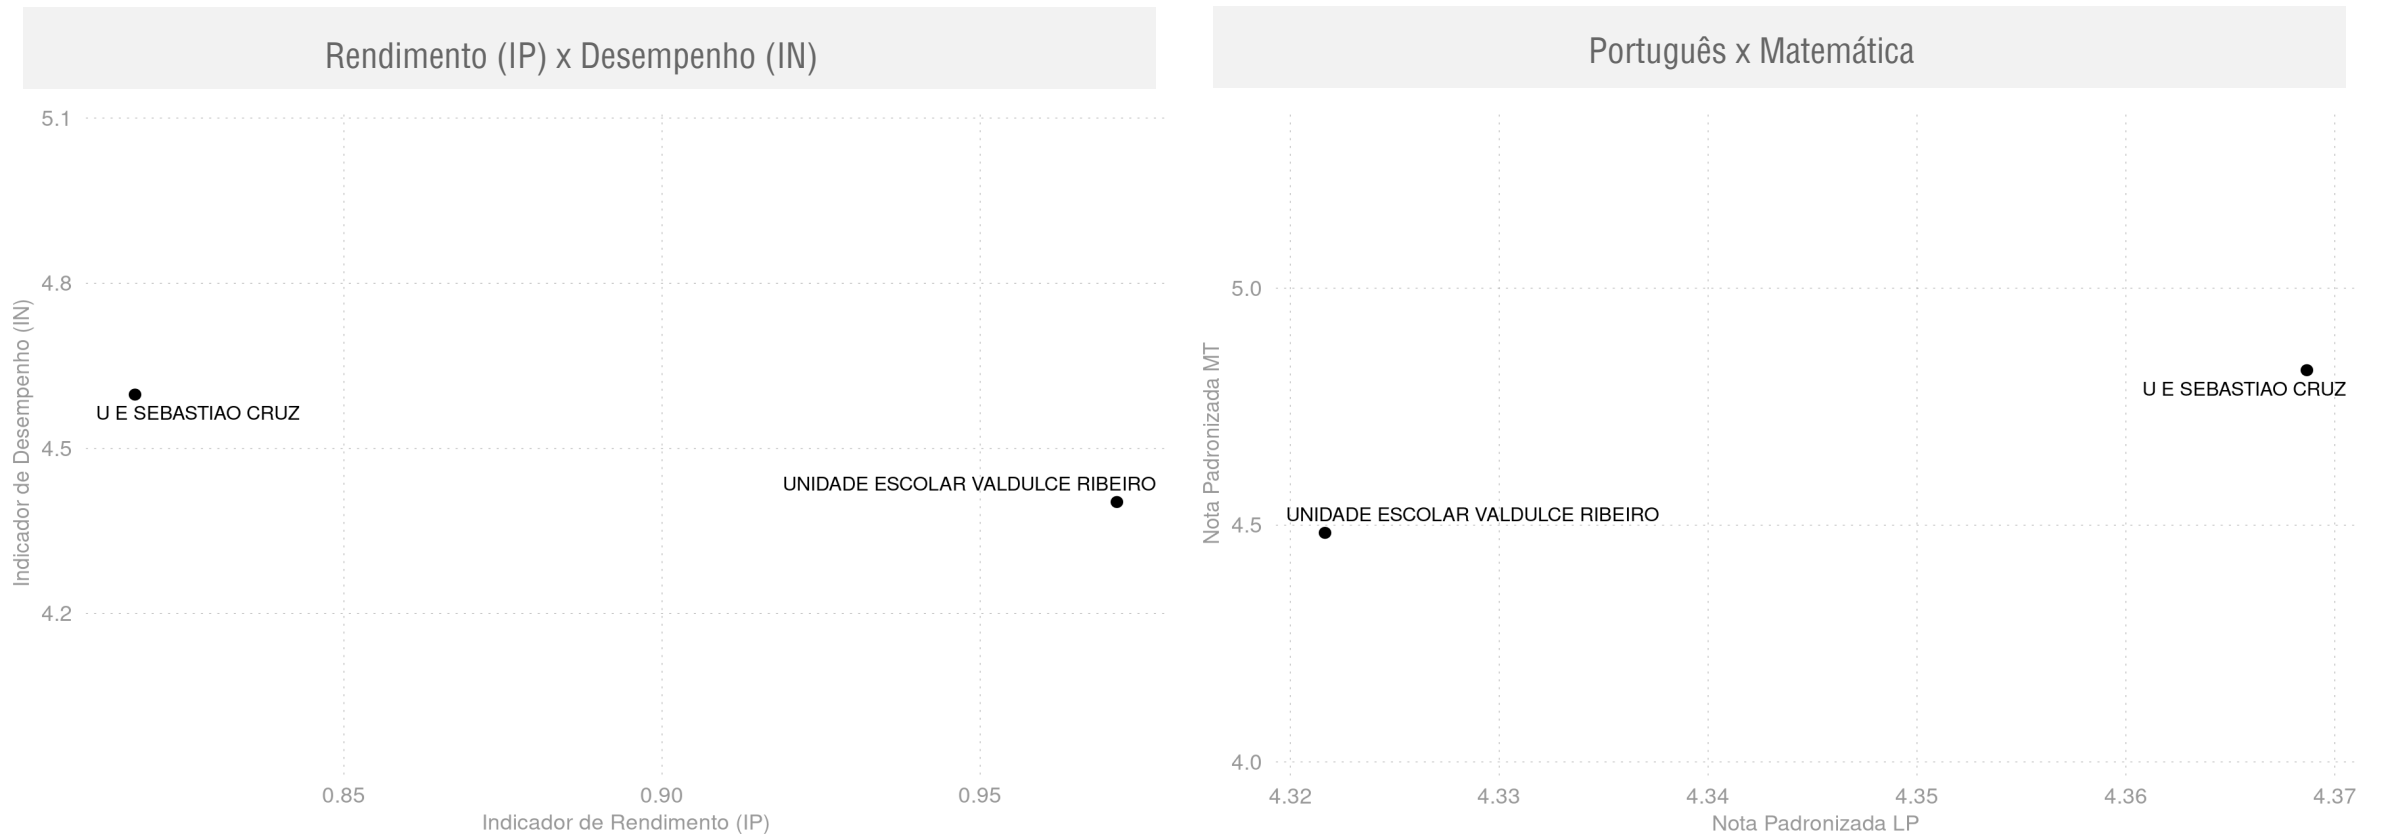 Rendimento (IP) x Desempenho (IN)
5.1
4.8
4.5
4.2
Indicador de Desempenho (IN)
U E SEBASTIAO CRUZ
UNIDADE ESCOLAR VALDULCE RIBEIRO
0.85
0.90
0.95
Indicador de Rendimento (IP)
Português x Matemática
5.0
4.5
4.0
Nota Padronizada MT
U E SEBASTIAO CRUZ
UNIDADE ESCOLAR VALDULCE RIBEIRO
4.32
4.33
4.34
4.35
4.36
4.37
Nota Padronizada LP